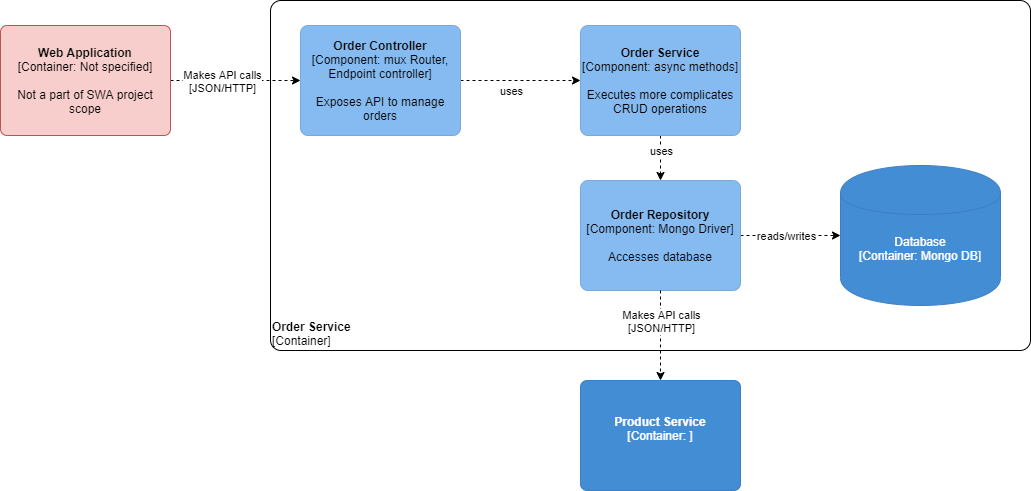 Web Application
[Container: Not specified]
Not a part of SWA project
scope
Makes API calls
[JSON/HTTP]
Order Controller
[Component: mux Router,
Endpoint controller]
Exposes API to manage
orders
uses
Order Service
[Component: async methods]
Executes more complicates
CRUD operations
uses
Order Repository
[Component: Mongo Driver]
Accesses database
reads/writes
Database
[Container: Mongo DB]
Makes API calls
[JSON/HTTP]
Order Service
[Container]
Product Service
[Container: ]